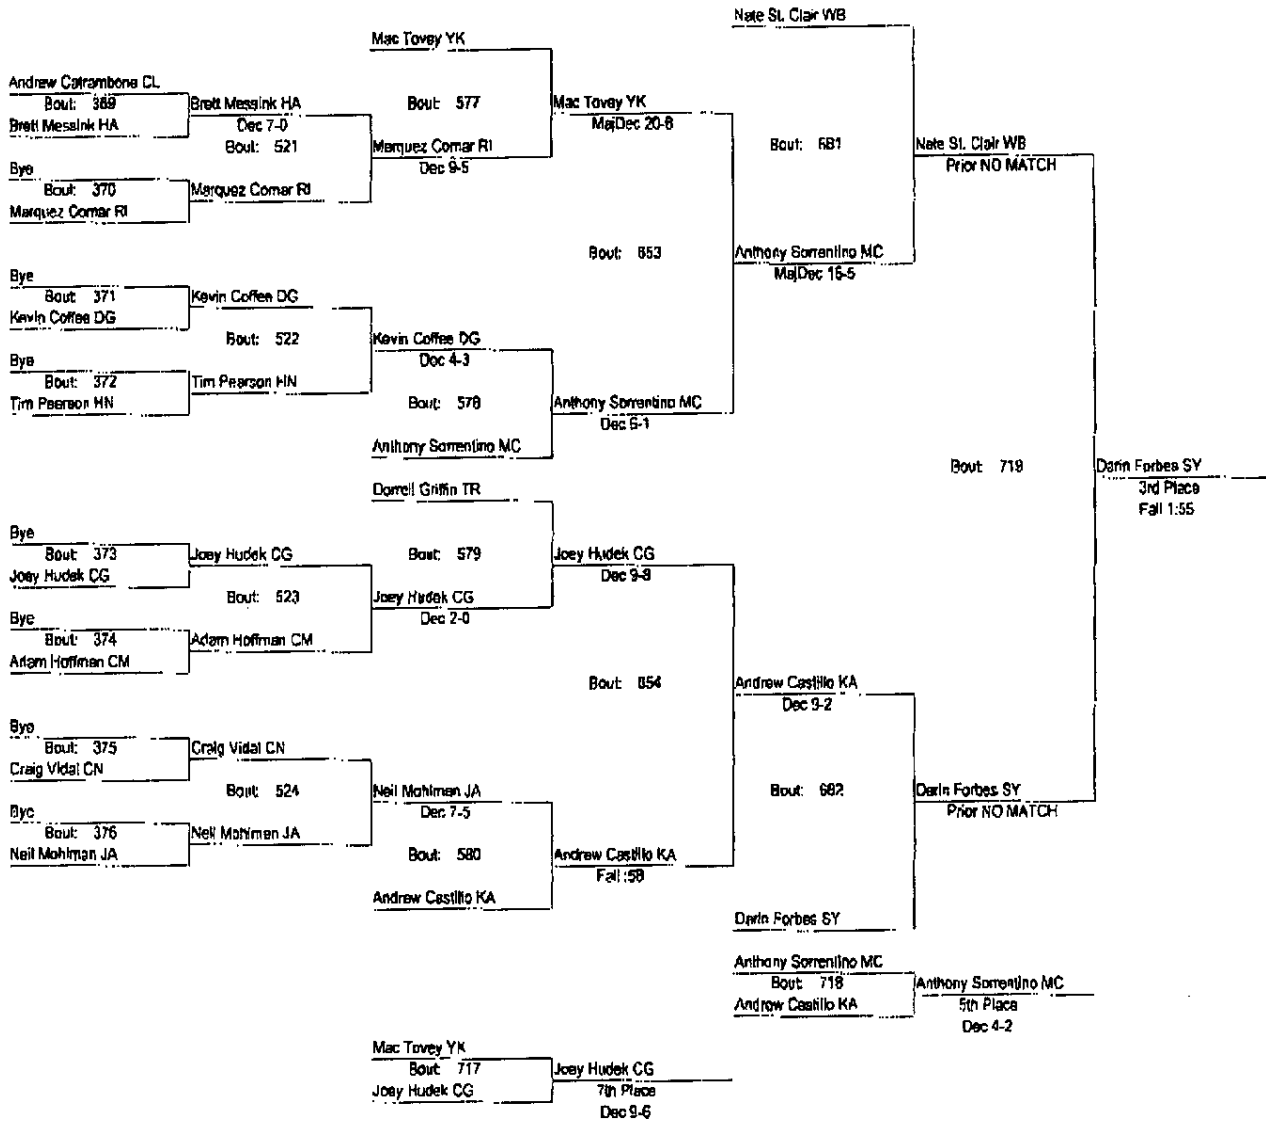 Nate St. Clair WB
Mac Tovey YK
Andrew Catrambone CL
Bout: 369
Brett Messink HA
Brett Messink HA
Dec 7-0
Bout: 521
Bout: 577
Mac Tovey YK
MajDec 20-8
Marquez Comar RI
Dec 9-5
Bout: 681
Nate St. Clair WB
Prior NO MATCH
Bye
Bout: 370
Marquez Comar RI
Marquez Comar RI
Bout: 653
Anthony Sorrentino MC
MajDec 16-5
Bye
Bout: 371
Kevin Coffee DG
Kevin Coffee DG
Bout: 522
Kevin Coffee DG
Dec 4-3
Bye
Bout: 372
Tim Pearson HN
Tim Pearson HN
Bout: 578
Anthony Sorrentino MC
Dec 6-1
Anthony Sorrentino MC
Bout: 719
Darin Forbes SY
3rd Place
Fall 1:55
Dorrell Griffin TR
Bye
Bout: 373
Joey Hudek CG
Joey Hudek CG
Bout: 523
Bout: 579
Joey Hudek CG
Dec 9-8
Joey Hudek CG
Dec 2-0
Bye
Bout: 374
Adam Hoffman CM
Adam Hoffman CM
Bout: 654
Andrew Castillo KA
Dec 9-2
Bye
Bout: 375
Craig Vidal CN
Craig Vidal CN
Bout: 524
Neil Mohlman JA
Dec 7-5
Bout: 682
Darin Forbes SY
Prior NO MATCH
Bye
Bout: 376
Neil Mohlman JA
Neil Mohlman JA
Bout: 580
Andrew Castillo KA
Fall :58
Andrew Castillo KA
Darin Forbes SY
Anthony Sorrentino MC
Bout: 718
Andrew Castillo KA
Anthony Sorrentino MC
5th Place
Dec 4-2
Mac Tovey YK
Bout: 717
Joey Hudek CG
Joey Hudek CG
7th Place
Dec 9-6